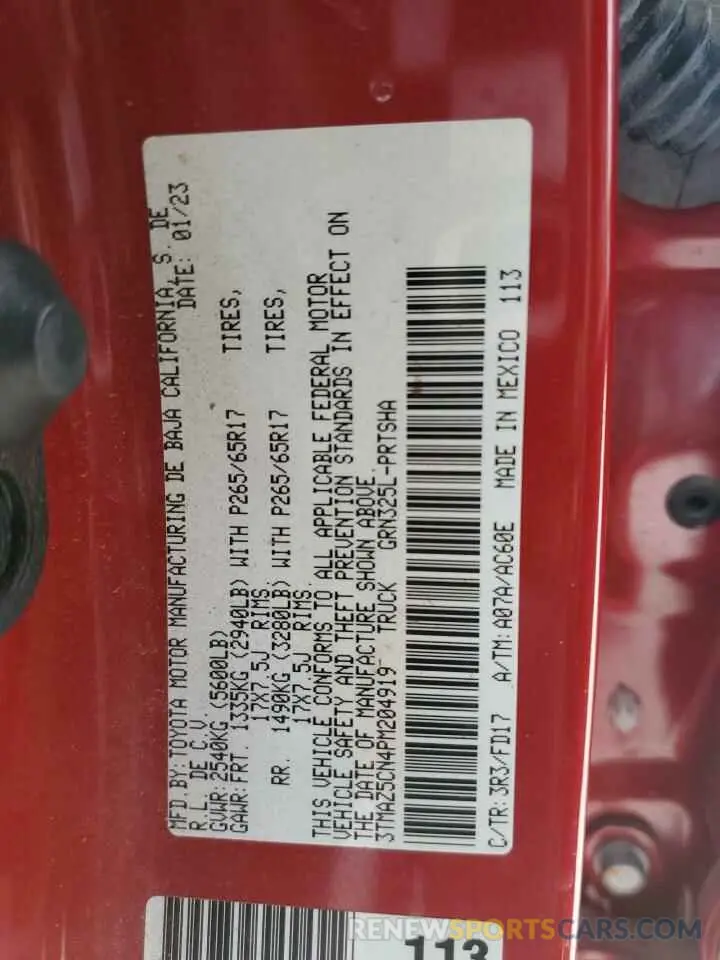 MFD.BY:TOYOTA MOTOR MANUFACTURING DE BAJA CALIFORNIA, S. DE
R.L. DE C.V. DATE: 01/23
GVWR:2540KG (5600LB)
GAWR:FRT. 1335KG (2940LB) WITH P265/65R17 TIRES,
17X7.5J RIMS
RR. 1490KG (3280LB) WITH P265/65R17 TIRES,
17X7.5J RIMS
THIS VEHICLE CONFORMS TO ALL APPLICABLE FEDERAL MOTOR
VEHICLE SAFETY AND THEFT PREVENTION STANDARDS IN EFFECT ON
THE DATE OF MANUFACTURE SHOWN ABOVE.
3TMAZ5CN4PM204919 TRUCK GRN325L-PRTSHA
C/TR:3R3/FD17 A/TM:A07A/AC60E MADE IN MEXICO 113
113
RENEWSPORTSCARS.COM